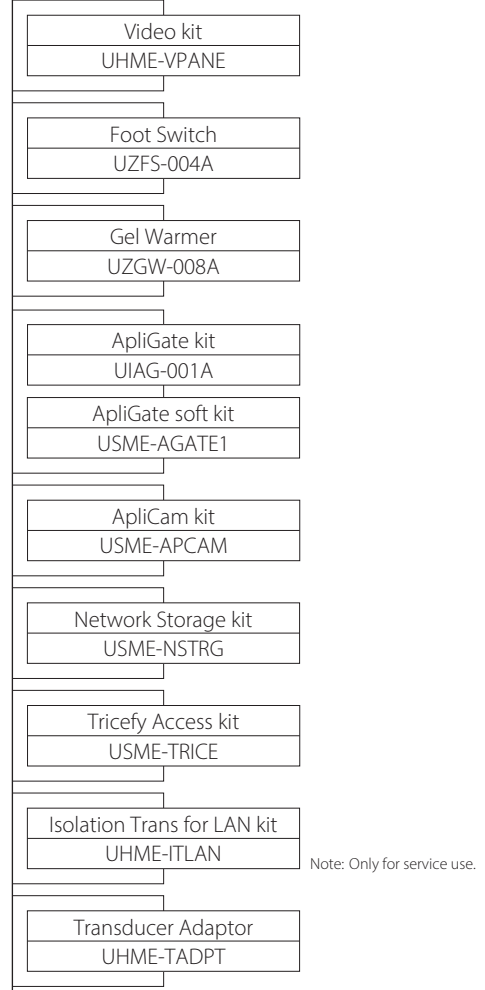 Video kit
UHME-VPANE
Foot Switch
UZFS-004A
Gel Warmer
UZGW-008A
ApliGate kit
UIAG-001A
ApliGate soft kit
USME-AGATE1
ApliCam kit
USME-APCAM
Network Storage kit
USME-NSTRG
Tricefy Access kit
USME-TRICE
Isolation Trans for LAN kit
UHME-ITLAN
Note: Only for service use.
Transducer Adaptor
UHME-TADPT